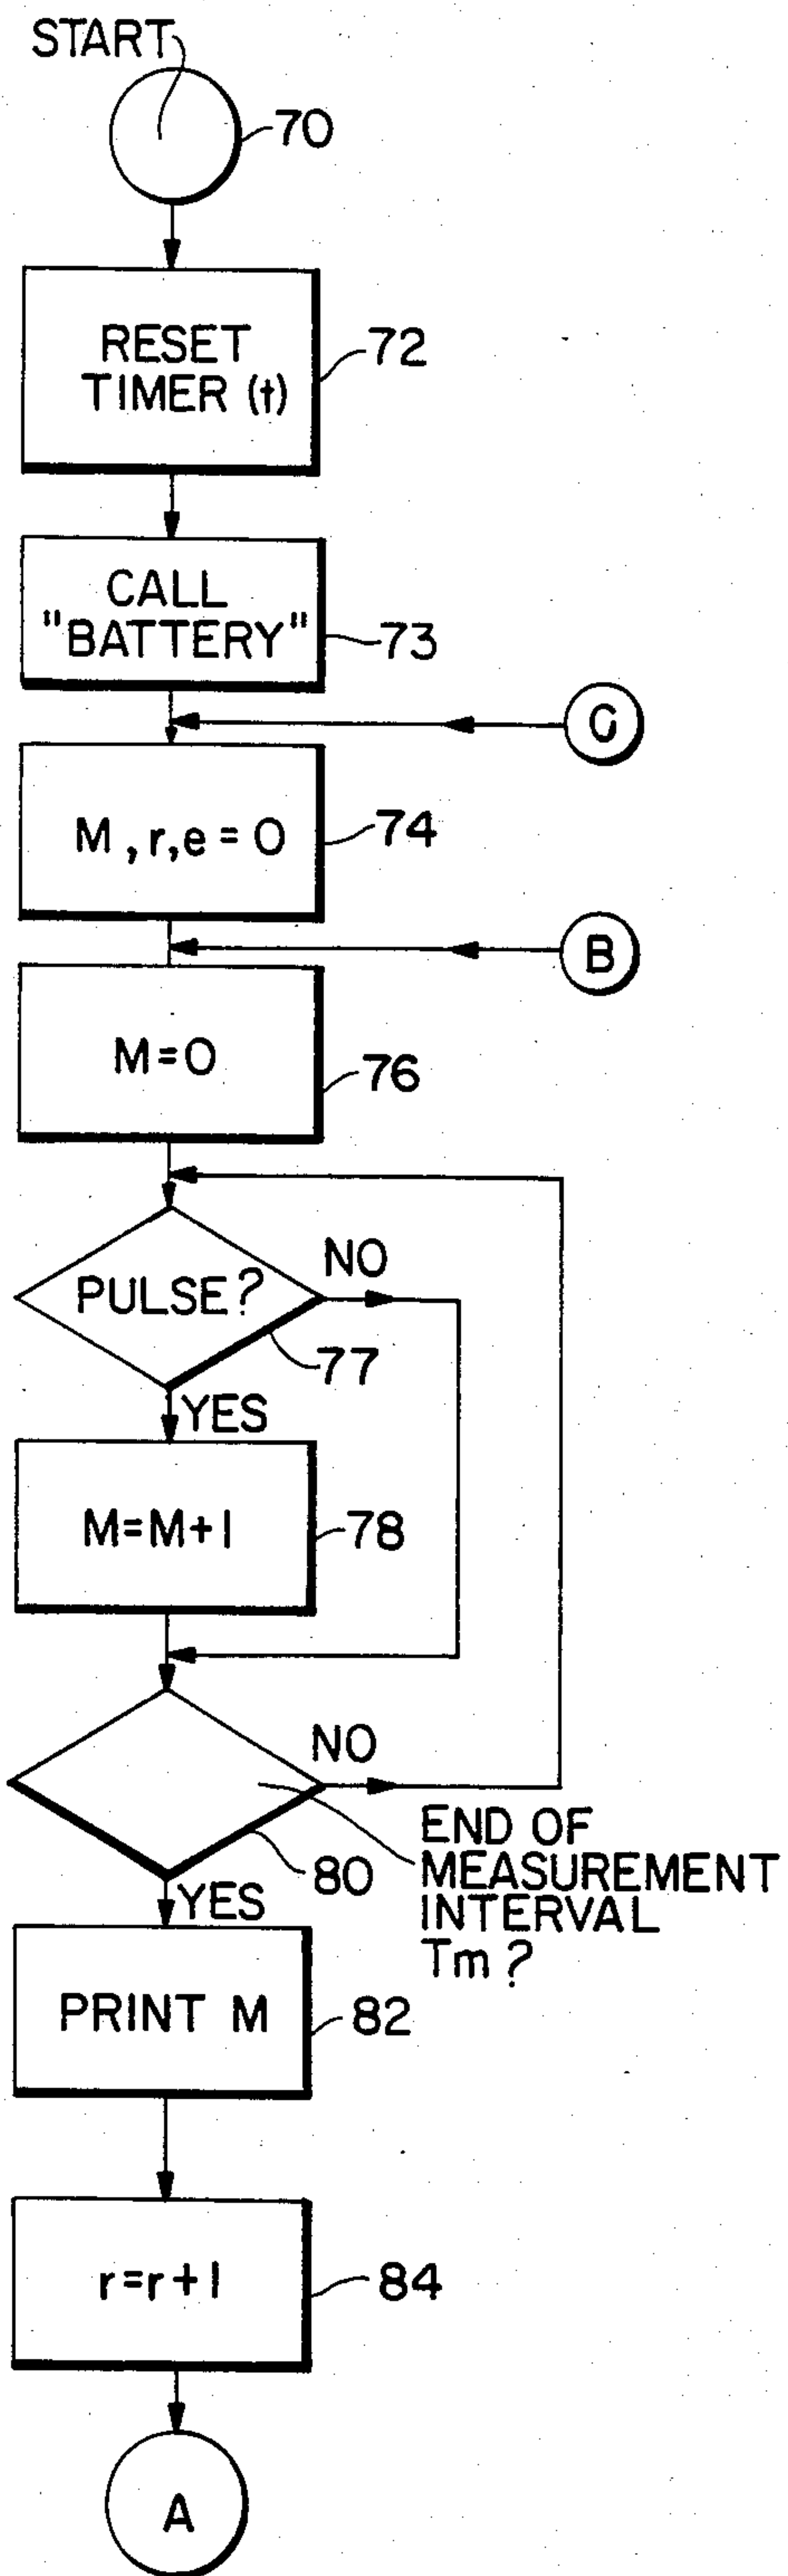 START
70
RESET
TIMER (t)
72
CALL
"BATTERY"
73
G
M, r, e = 0
74
B
M=0
76
PULSE?
NO
77
YES
M=M+1
78
NO
80
END OF
MEASUREMENT
INTERVAL
Tm?
YES
PRINT M
82
r=r+1
84
A